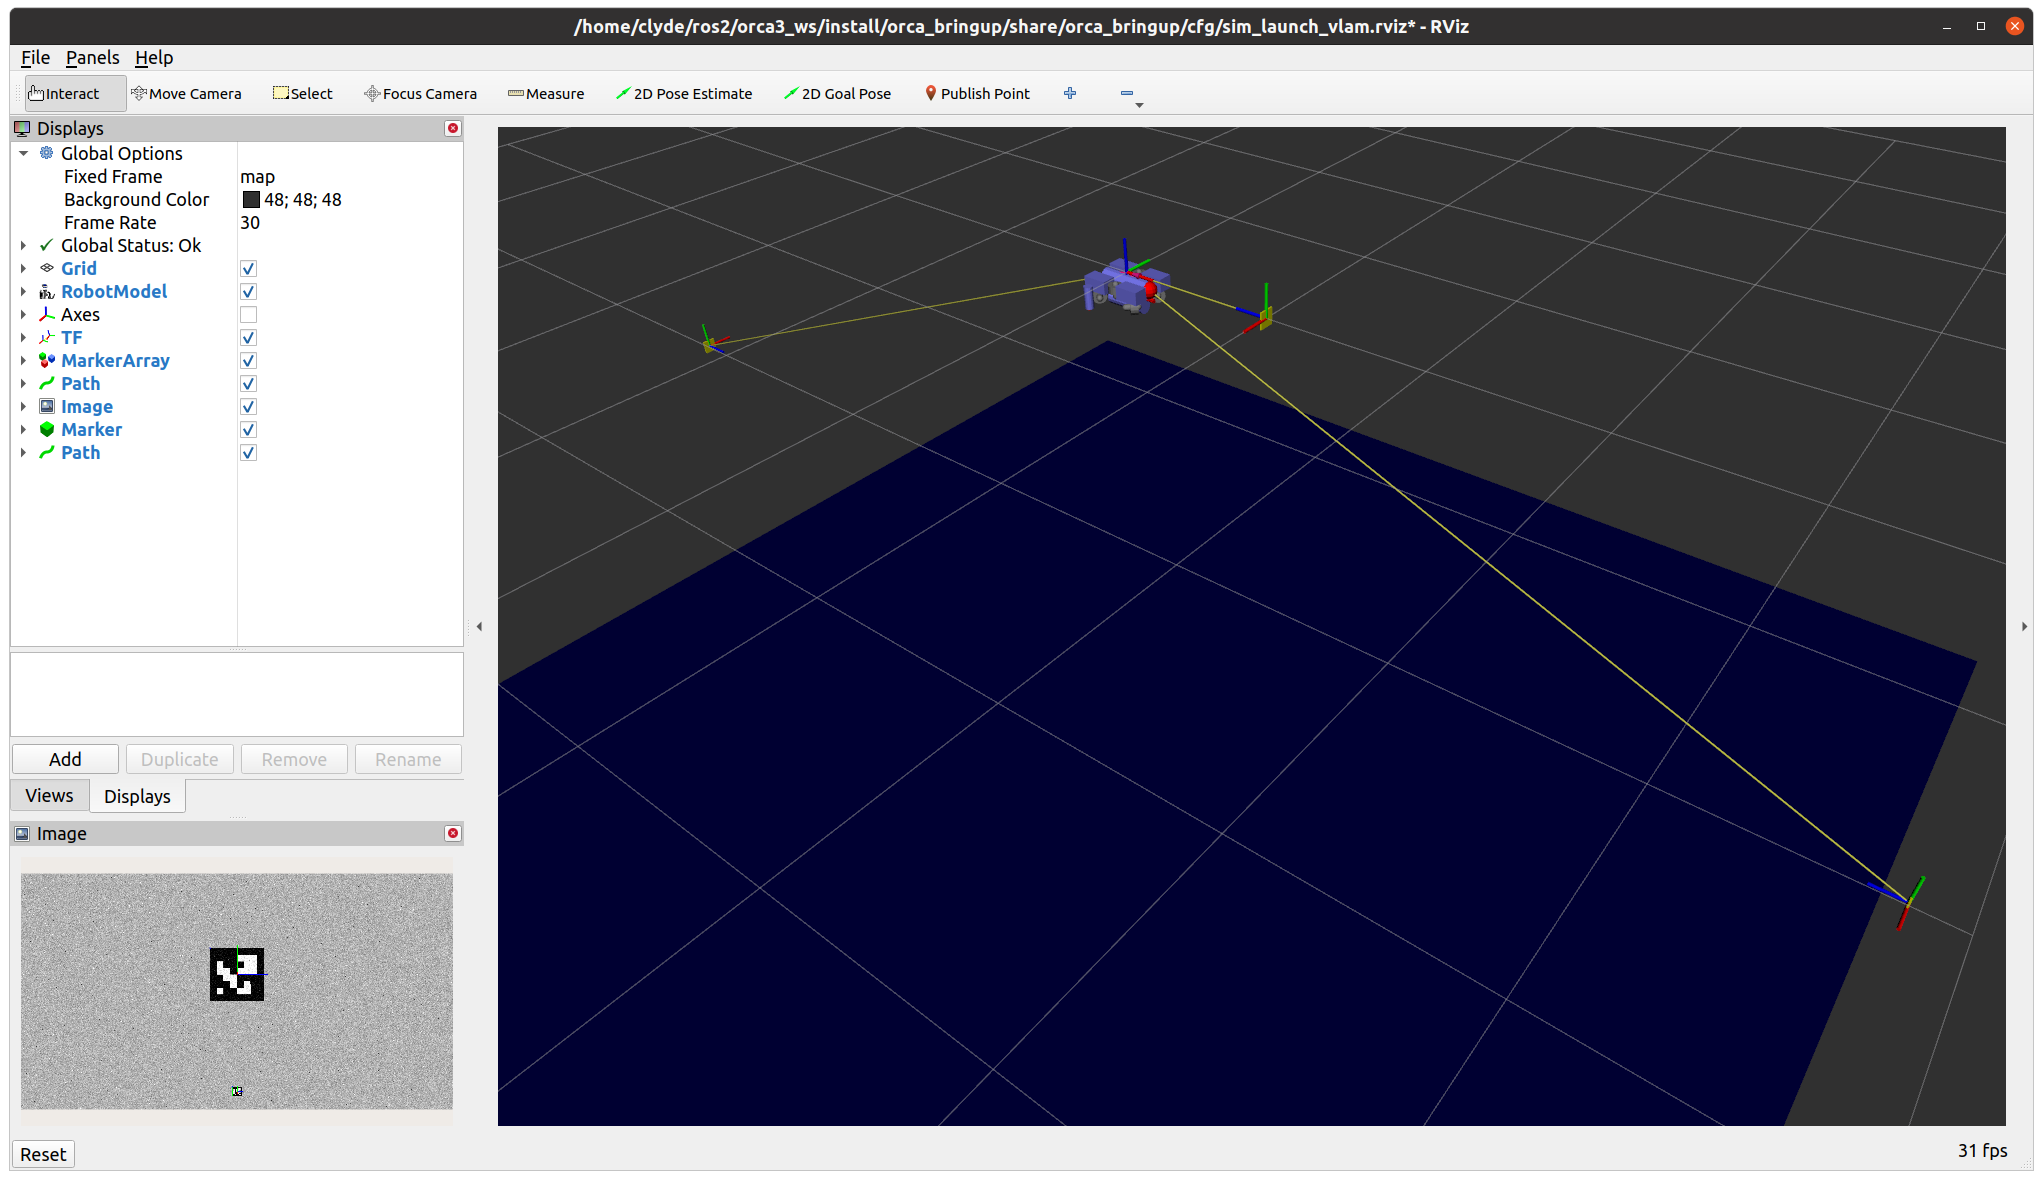 /home/clyde/ros2/orca3_ws/install/orca_bringup/share/orca_bringup/cfg/sim_launch_vlam.rviz* - RViz
File Panels Help
Interact Move Camera Select Focus Camera Measure 2D Pose Estimate 2D Goal Pose Publish Point
Displays
Global Options
Fixed Frame map
Background Color 48; 48; 48
Frame Rate 30
Global Status: Ok
Grid
RobotModel
Axes
TF
MarkerArray
Path
Image
Marker
Path
Add Duplicate Remove Rename
Views Displays
Image
Reset
31 fps